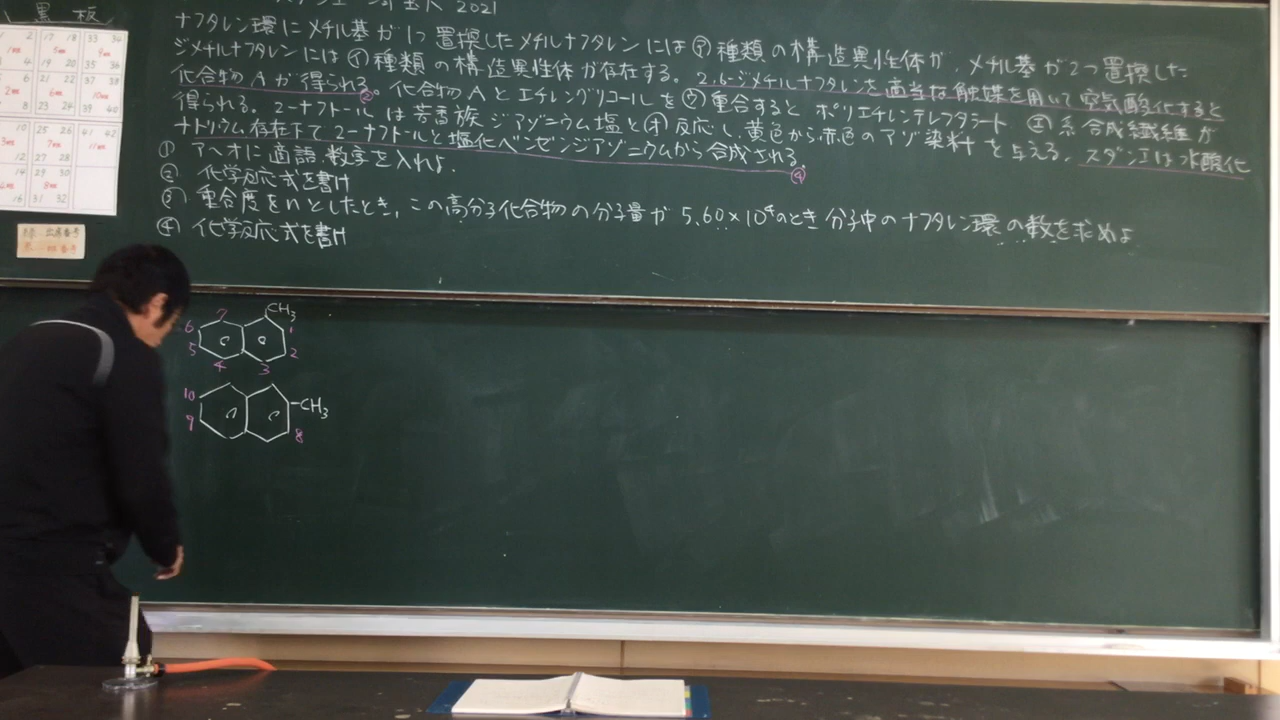 黒板
2021
ナフタレン環にメチル基が1つ置換したメチルナフタレンには㋐種類の構造異性体が、メチル基が2つ置換した
ジメチルナフタレンには㋑種類の構造異性体が存在する。2.6-ジメチルナフタレンを適当な触媒を用いて空気酸化すると
化合物Aが得られる②。化合物Aとエチレングリコールを㋒重合するとポリエチレンテレフタラート㋓系合成繊維が
得られる。2-ナフトールは芳香族ジアゾニウム塩と㋔反応し、黄色から赤色のアゾ染料を与える。スダンIは水酸化
ナトリウム存在下で2-ナフトールと塩化ベンゼンジアゾニウムから合成される。
④
① ア~オに適語、数字を入れよ.
② 化学反応式を書け
③ 重合度をnとしたとき、この高分子化合物の分子量が5.60×10⁴のとき分子中のナフタレン環の数を求めよ
④ 化学反応式を書け
CH₃
7
6
1
5
2
4
3
10
CH₃
9
8